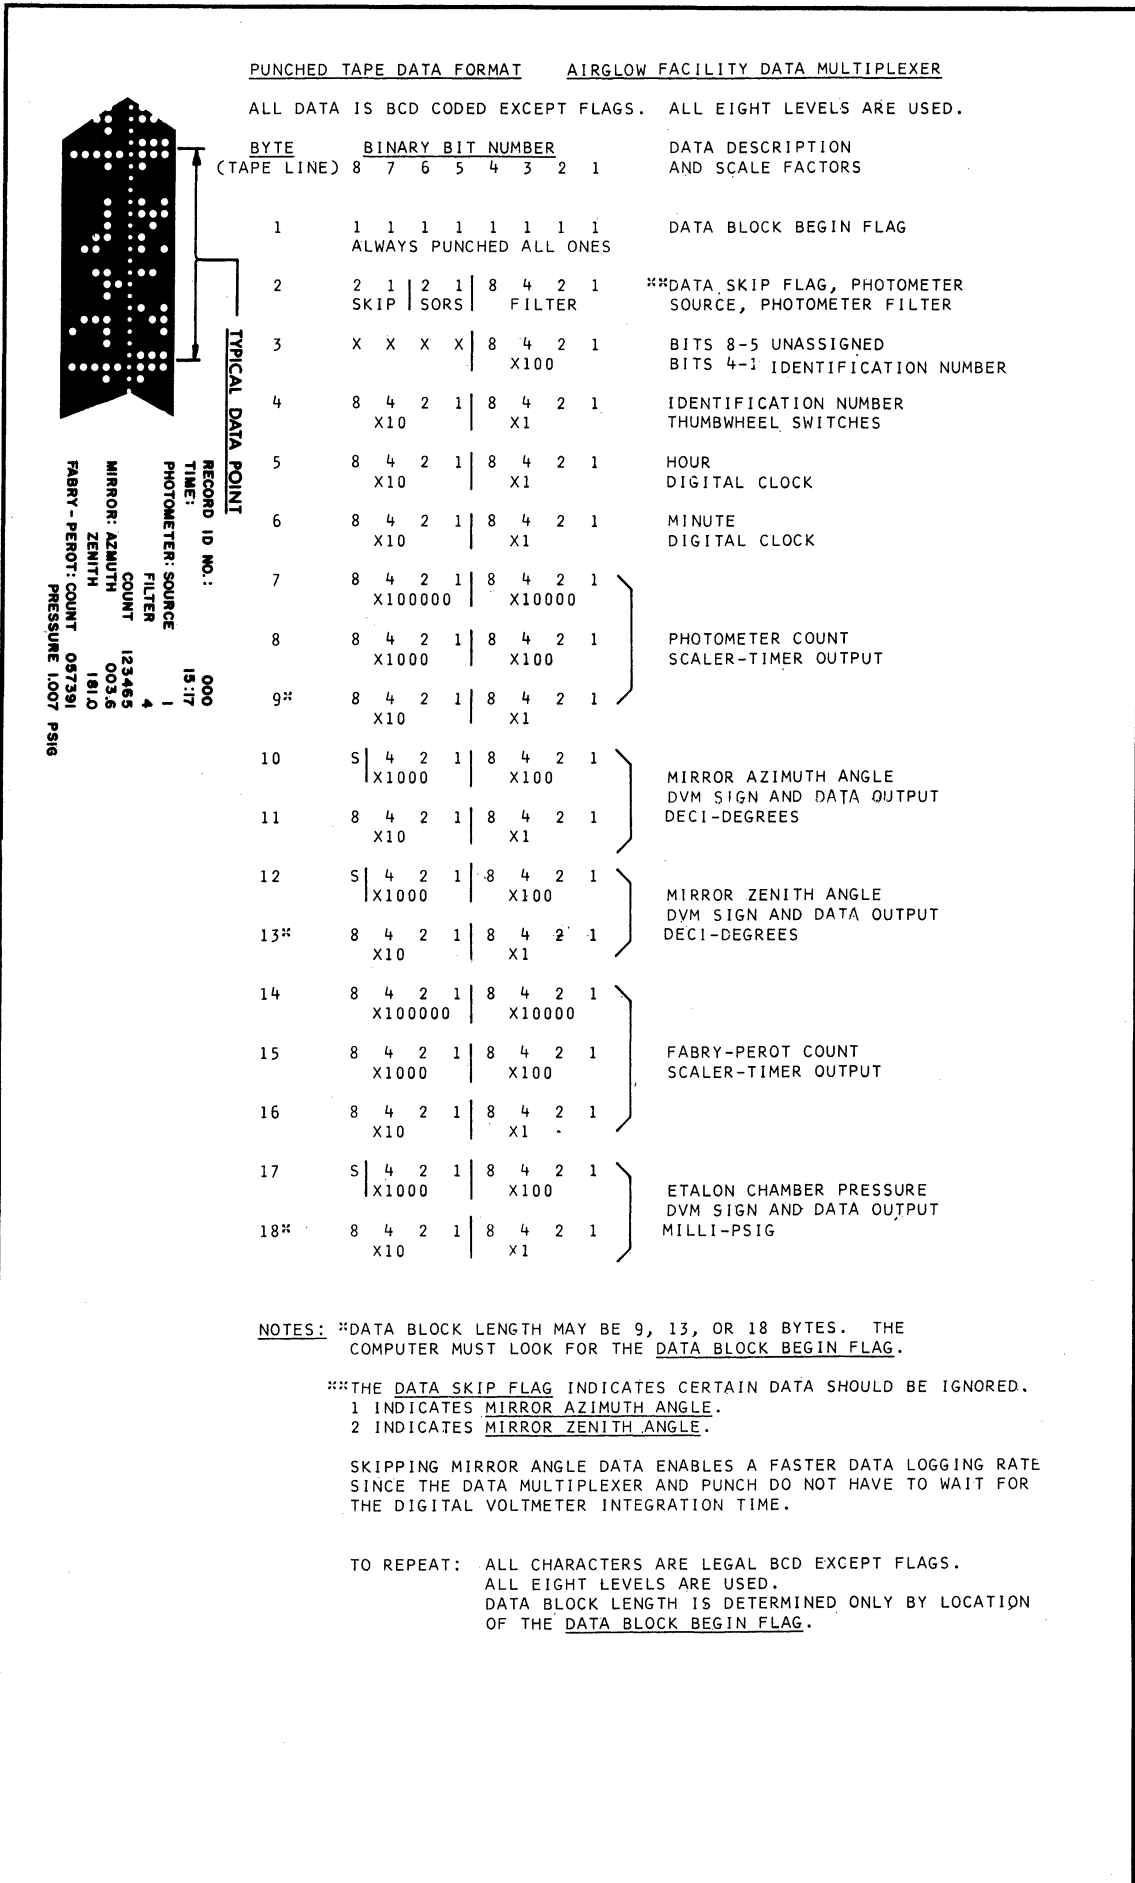 PUNCHED TAPE DATA FORMAT AIRGLOW FACILITY DATA MULTIPLEXER
ALL DATA IS BCD CODED EXCEPT FLAGS. ALL EIGHT LEVELS ARE USED.
BYTE BINARY BIT NUMBER DATA DESCRIPTION
(TAPE LINE) 8 7 6 5 4 3 2 1 AND SCALE FACTORS
1 1 1 1 1 1 1 1 1 DATA BLOCK BEGIN FLAG
ALWAYS PUNCHED ALL ONES
2 2 1 | 2 1 | 8 4 2 1 **DATA SKIP FLAG, PHOTOMETER
SKIP | SORS | FILTER SOURCE, PHOTOMETER FILTER
3 X X X X | 8 4 2 1 BITS 8-5 UNASSIGNED
X100 BITS 4-1 IDENTIFICATION NUMBER
4 8 4 2 1 | 8 4 2 1 IDENTIFICATION NUMBER
X10 | X1 THUMBWHEEL SWITCHES
5 8 4 2 1 | 8 4 2 1 HOUR
X10 | X1 DIGITAL CLOCK
6 8 4 2 1 | 8 4 2 1 MINUTE
X10 | X1 DIGITAL CLOCK
7 8 4 2 1 | 8 4 2 1
X100000 | X10000
8 8 4 2 1 | 8 4 2 1 PHOTOMETER COUNT
X1000 | X100 SCALER-TIMER OUTPUT
9* 8 4 2 1 | 8 4 2 1
X10 | X1
10 S | 4 2 1 | 8 4 2 1
X1000 X100 MIRROR AZIMUTH ANGLE
DVM SIGN AND DATA OUTPUT
11 8 4 2 1 | 8 4 2 1 DECI-DEGREES
X10 | X1
12 S | 4 2 1 | 8 4 2 1
X1000 X100 MIRROR ZENITH ANGLE
DVM SIGN AND DATA OUTPUT
13* 8 4 2 1 | 8 4 2 1 DECI-DEGREES
X10 | X1
14 8 4 2 1 | 8 4 2 1
X100000 | X10000
15 8 4 2 1 | 8 4 2 1 FABRY-PEROT COUNT
X1000 | X100 SCALER-TIMER OUTPUT
16 8 4 2 1 | 8 4 2 1
X10 | X1
17 S | 4 2 1 | 8 4 2 1
X1000 X100 ETALON CHAMBER PRESSURE
DVM SIGN AND DATA OUTPUT
18* 8 4 2 1 | 8 4 2 1 MILLI-PSIG
X10 | X1
NOTES: *DATA BLOCK LENGTH MAY BE 9, 13, OR 18 BYTES. THE
COMPUTER MUST LOOK FOR THE DATA BLOCK BEGIN FLAG.
**THE DATA SKIP FLAG INDICATES CERTAIN DATA SHOULD BE IGNORED.
1 INDICATES MIRROR AZIMUTH ANGLE.
2 INDICATES MIRROR ZENITH ANGLE.
SKIPPING MIRROR ANGLE DATA ENABLES A FASTER DATA LOGGING RATE
SINCE THE DATA MULTIPLEXER AND PUNCH DO NOT HAVE TO WAIT FOR
THE DIGITAL VOLTMETER INTEGRATION TIME.
TO REPEAT: ALL CHARACTERS ARE LEGAL BCD EXCEPT FLAGS.
ALL EIGHT LEVELS ARE USED.
DATA BLOCK LENGTH IS DETERMINED ONLY BY LOCATION
OF THE DATA BLOCK BEGIN FLAG.
TYPICAL DATA POINT
RECORD ID NO.: 000
TIME: 15:17
PHOTOMETER: SOURCE 1
FILTER 4
COUNT 123465
MIRROR: AZMUTH 003.6
ZENITH 181.0
FABRY-PEROT: COUNT 057391
PRESSURE 1.007 PSIG